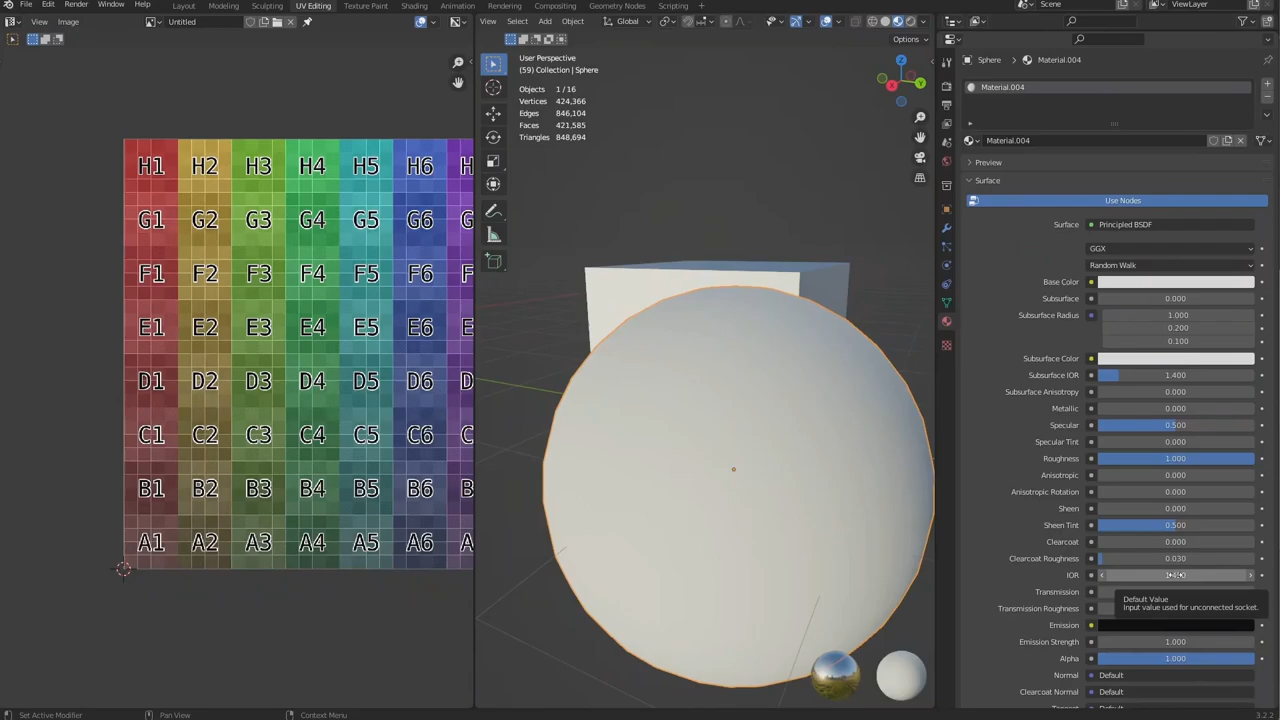 File Edit Render Window Help Layout Modeling Sculpting UV Editing Texture Paint Shading Animation Rendering Compositing Geometry Nodes Scripting Scene ViewLayer
View Image Untitled
View Select Add Object Global
Options
User Perspective
(59) Collection | Sphere
Objects 1/16
Vertices 424,366
Edges 846,104
Faces 421,585
Triangles 848,694
X
Y
Z
H1 H2 H3 H4 H5 H6 H
G1 G2 G3 G4 G5 G6 G
F1 F2 F3 F4 F5 F6 F
E1 E2 E3 E4 E5 E6 E
D1 D2 D3 D4 D5 D6 D
C1 C2 C3 C4 C5 C6 C
B1 B2 B3 B4 B5 B6 B
A1 A2 A3 A4 A5 A6 A
Sphere Material.004
Material.004
Material.004
Preview
Surface
Use Nodes
Surface Principled BSDF
GGX
Random Walk
Base Color
Subsurface 0.000
Subsurface Radius 1.000
0.200
0.100
Subsurface Color
Subsurface IOR 1.400
Subsurface Anisotropy 0.000
Metallic 0.000
Specular 0.500
Specular Tint 0.000
Roughness 1.000
Anisotropic 0.000
Anisotropic Rotation 0.000
Sheen 0.000
Sheen Tint 0.500
Clearcoat 0.000
Clearcoat Roughness 0.030
IOR
Transmission
Default Value
Input value used for unconnected socket.
Transmission Roughness
Emission
Emission Strength 1.000
Alpha 1.000
Normal Default
Clearcoat Normal Default
Set Active Modifier Pan View Context Menu
3.2.2